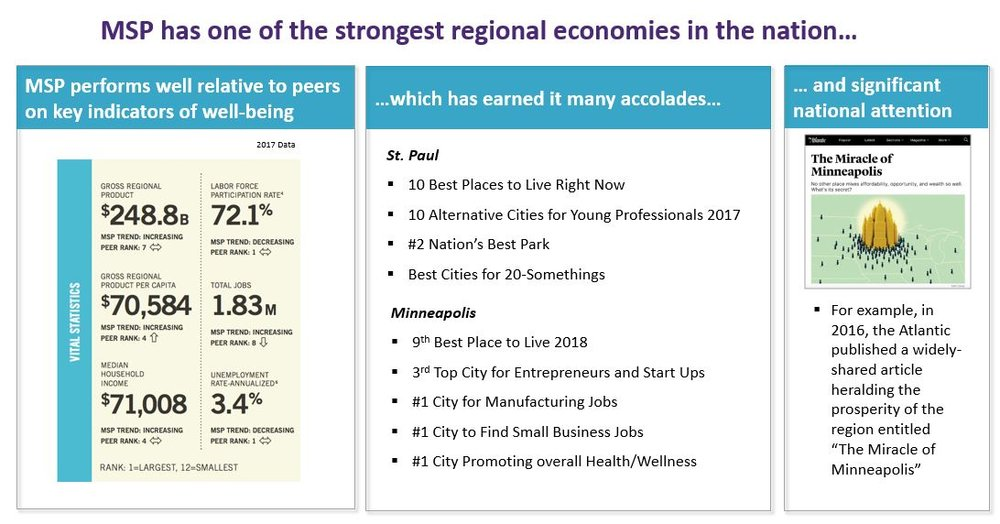 MSP has one of the strongest regional economies in the nation…
MSP performs well relative to peers
on key indicators of well-being
2017 Data
VITAL STATISTICS
GROSS REGIONAL
PRODUCT
$248.8B
MSP TREND: INCREASING
PEER RANK: 7 ⇔
LABOR FORCE
PARTICIPATION RATE⁴
72.1%
MSP TREND: DECREASING
PEER RANK: 1 ⇔
GROSS REGIONAL
PRODUCT PER CAPITA
$70,584
MSP TREND: INCREASING
PEER RANK: 4 ⇧
TOTAL JOBS
1.83M
MSP TREND: INCREASING
PEER RANK: 8 ⇩
MEDIAN
HOUSEHOLD
INCOME
$71,008
MSP TREND: INCREASING
PEER RANK: 4 ⇔
UNEMPLOYMENT
RATE-ANNUALIZED⁵
3.4%
MSP TREND: DECREASING
PEER RANK: 1 ⇔
RANK: 1=LARGEST, 12=SMALLEST
…which has earned it many accolades…
St. Paul
▪ 10 Best Places to Live Right Now
▪ 10 Alternative Cities for Young Professionals 2017
▪ #2 Nation’s Best Park
▪ Best Cities for 20-Somethings
Minneapolis
▪ 9th Best Place to Live 2018
▪ 3rd Top City for Entrepreneurs and Start Ups
▪ #1 City for Manufacturing Jobs
▪ #1 City to Find Small Business Jobs
▪ #1 City Promoting overall Health/Wellness
… and significant
national attention
The Miracle of
Minneapolis
No other place mixes affordability, opportunity, and wealth so well.
What's its secret?
▪ For example, in
2016, the Atlantic
published a widely-
shared article
heralding the
prosperity of the
region entitled
“The Miracle of
Minneapolis”